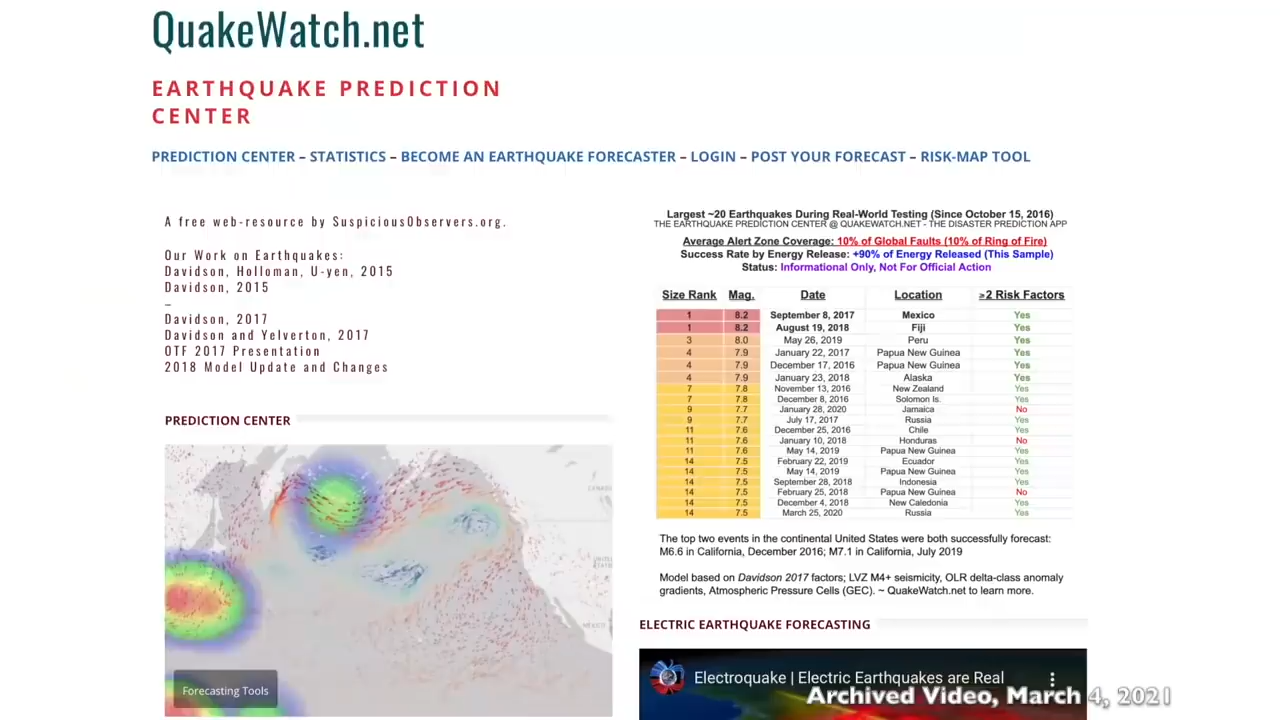 QuakeWatch.net
EARTHQUAKE PREDICTION
CENTER
PREDICTION CENTER – STATISTICS – BECOME AN EARTHQUAKE FORECASTER – LOGIN – POST YOUR FORECAST – RISK-MAP TOOL
A free web-resource by SuspiciousObservers.org.
Our Work on Earthquakes:
Davidson, Holloman, U-yen, 2015
Davidson, 2015
–
Davidson, 2017
Davidson and Yelverton, 2017
OTF 2017 Presentation
2018 Model Update and Changes
PREDICTION CENTER
Forecasting Tools
Largest ~20 Earthquakes During Real-World Testing (Since October 15, 2016)
THE EARTHQUAKE PREDICTION CENTER @ QUAKEWATCH.NET - THE DISASTER PREDICTION APP
Average Alert Zone Coverage: 10% of Global Faults (10% of Ring of Fire)
Success Rate by Energy Release: +90% of Energy Released (This Sample)
Status: Informational Only, Not For Official Action
Size Rank Mag. Date Location ≥2 Risk Factors
1 8.2 September 8, 2017 Mexico Yes
1 8.2 August 19, 2018 Fiji Yes
3 8.0 May 26, 2019 Peru Yes
4 7.9 January 22, 2017 Papua New Guinea Yes
4 7.9 December 17, 2016 Papua New Guinea Yes
4 7.9 January 23, 2018 Alaska Yes
7 7.8 November 13, 2016 New Zealand Yes
7 7.8 December 8, 2016 Solomon Is. Yes
9 7.7 January 28, 2020 Jamaica No
9 7.7 July 17, 2017 Russia Yes
11 7.6 December 25, 2016 Chile Yes
11 7.6 January 10, 2018 Honduras No
11 7.6 May 14, 2019 Papua New Guinea Yes
14 7.5 February 22, 2019 Ecuador Yes
14 7.5 May 14, 2019 Papua New Guinea Yes
14 7.5 September 28, 2018 Indonesia Yes
14 7.5 February 25, 2018 Papua New Guinea No
14 7.5 December 4, 2018 New Caledonia Yes
14 7.5 March 25, 2020 Russia Yes
The top two events in the continental United States were both successfully forecast:
M6.6 in California, December 2016; M7.1 in California, July 2019
Model based on Davidson 2017 factors; LVZ M4+ seismicity, OLR delta-class anomaly
gradients, Atmospheric Pressure Cells (GEC). ~ QuakeWatch.net to learn more.
ELECTRIC EARTHQUAKE FORECASTING
Electroquake | Electric Earthquakes are Real
Archived Video, March 4, 2021